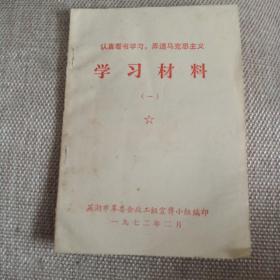 认真看书学习，弄通马克思主义
学习材料
（一）
☆
芜湖市革委会政工组宣传小组编印
一九七二年二月